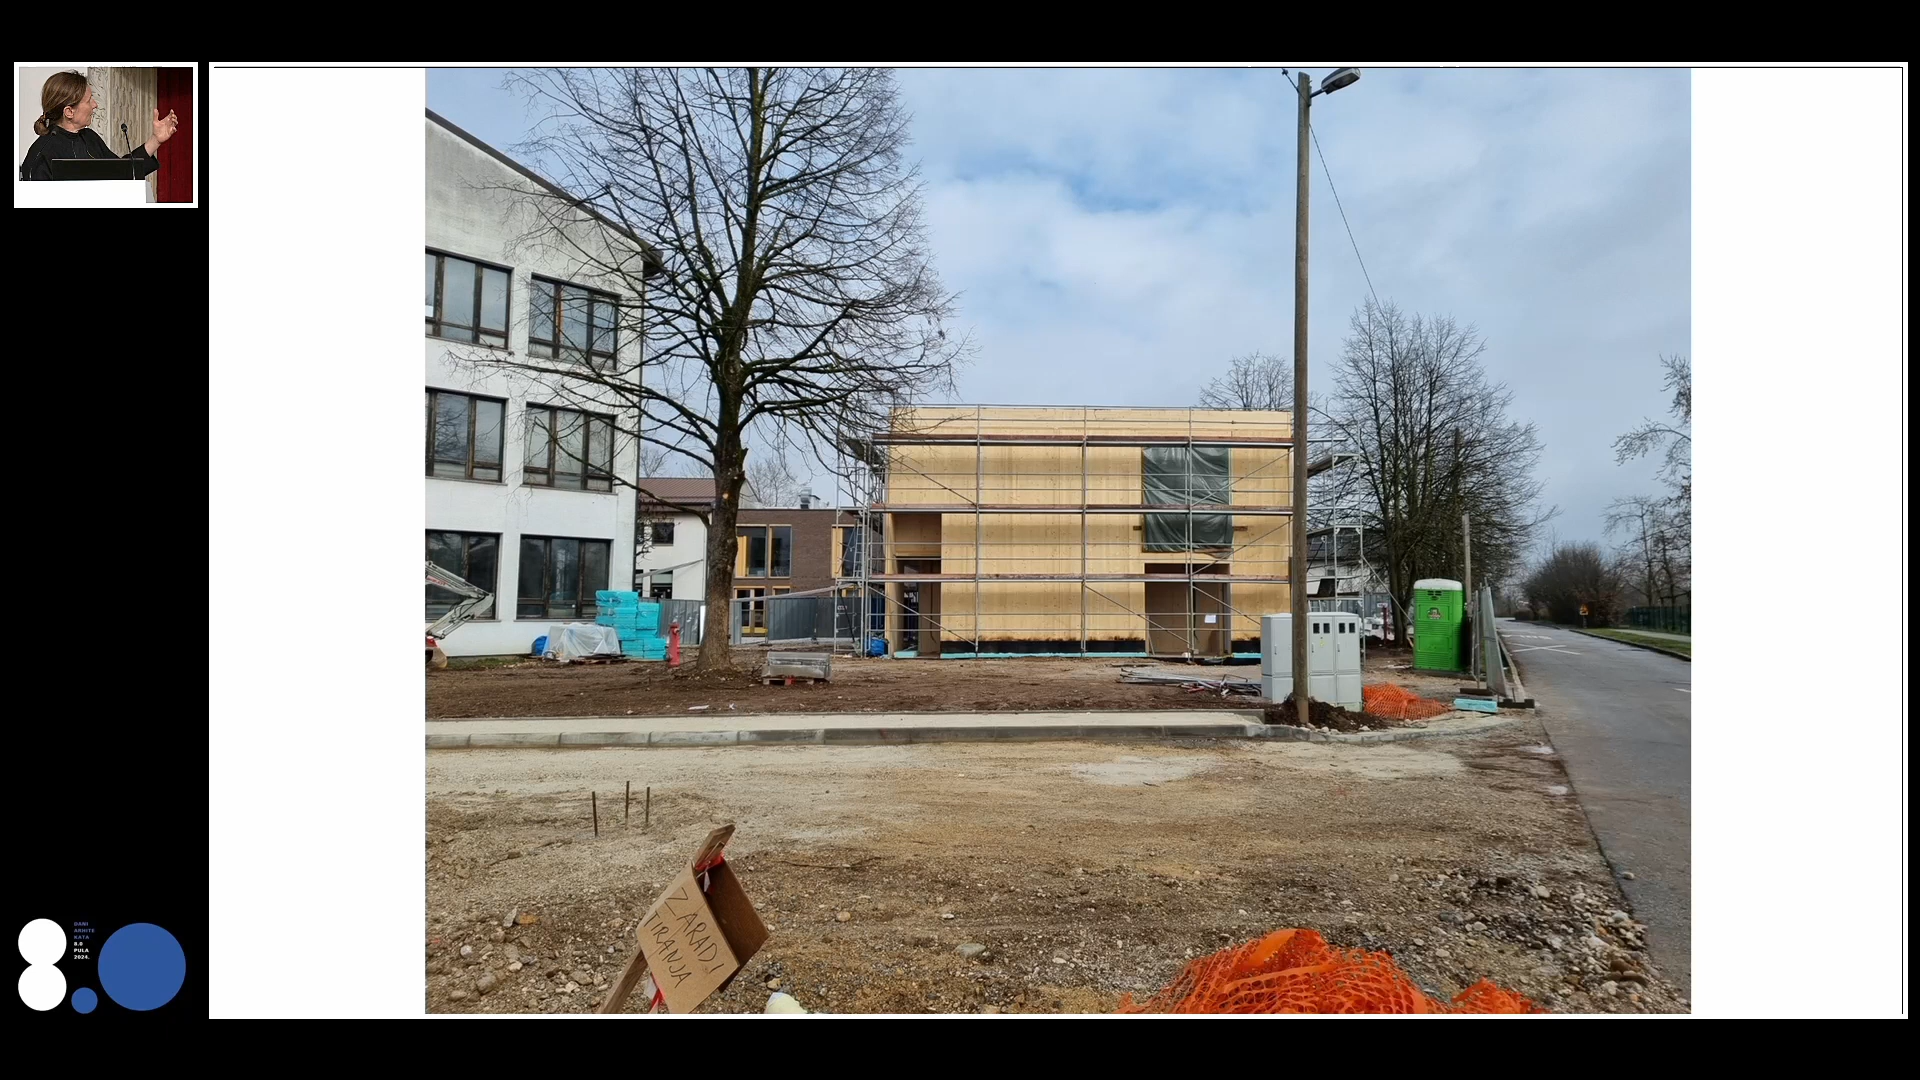 DANI
ARHITE
KATA
8.0
PULA
2024.
ZARADI